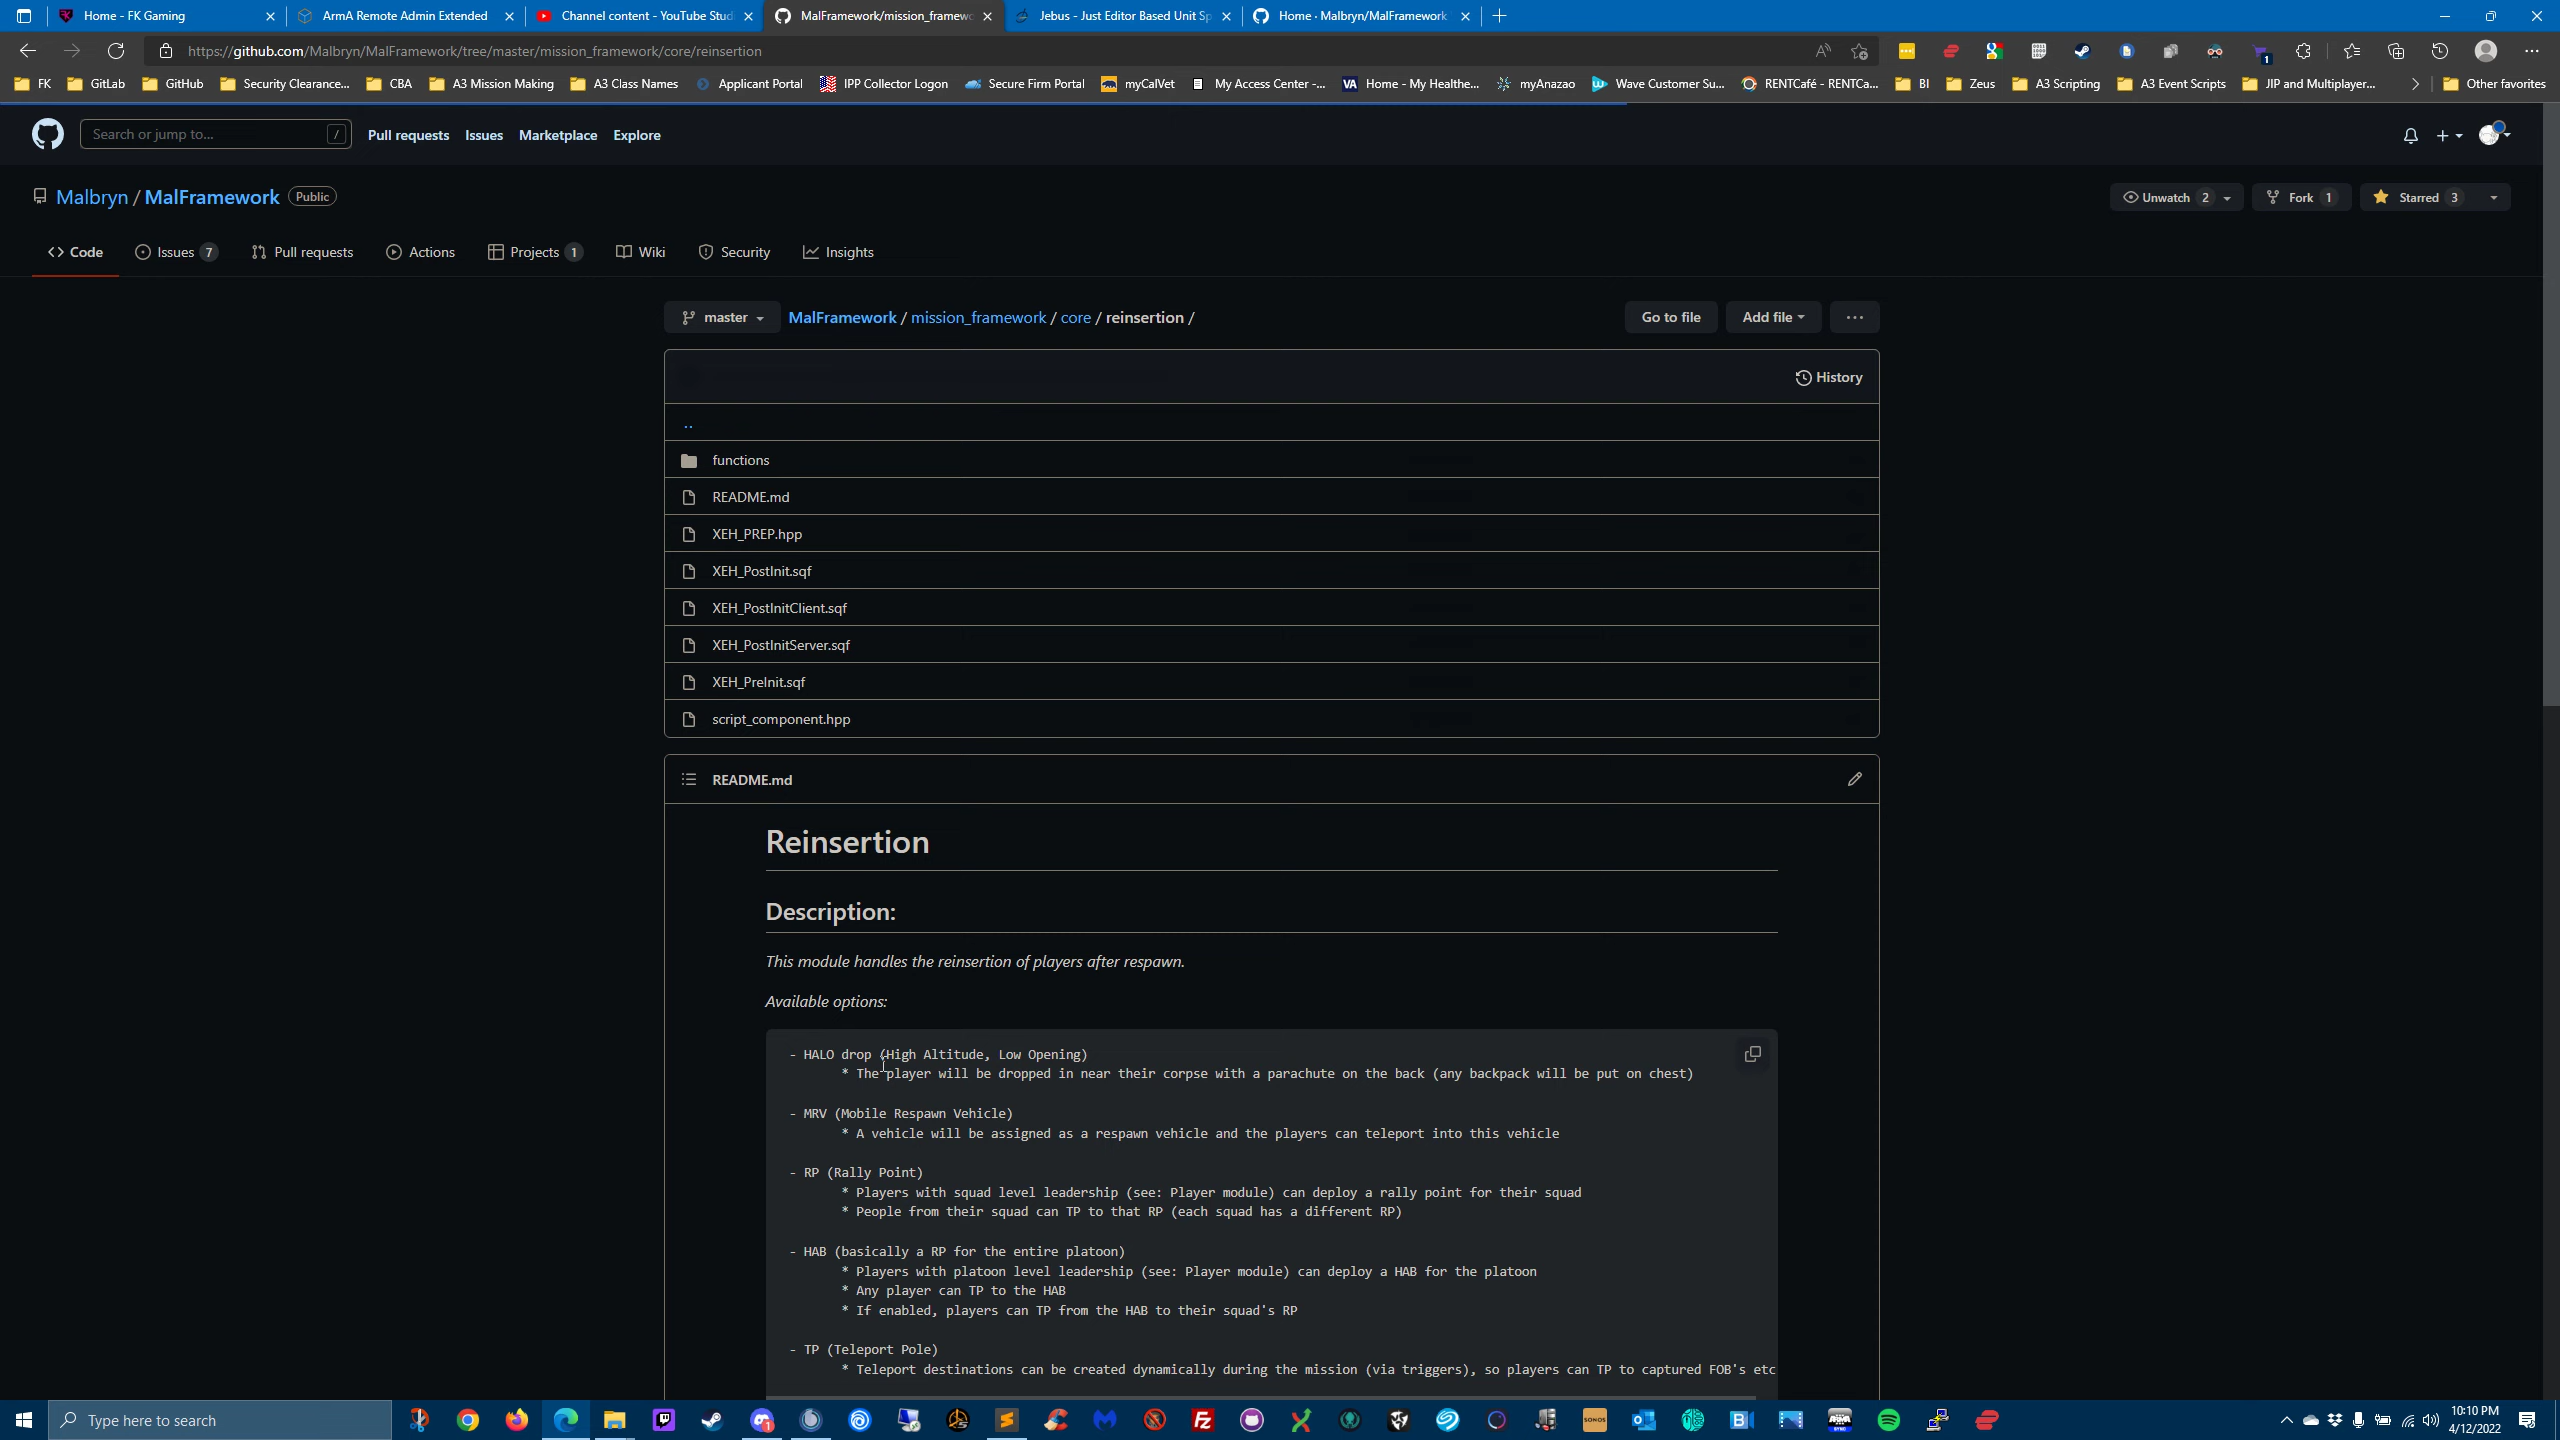 Home - FK Gaming
ArmA Remote Admin Extended
Channel content - YouTube Stud
MalFramework/mission_framewo
Jebus - Just Editor Based Unit Sp
Home · Malbryn/MalFramework
https://github.com/Malbryn/MalFramework/tree/master/mission_framework/core/reinsertion
FK
GitLab
GitHub
Security Clearance...
CBA
A3 Mission Making
A3 Class Names
Applicant Portal
IPP Collector Logon
Secure Firm Portal
myCalVet
My Access Center -...
Home - My Healthe...
myAnazao
Wave Customer Su...
RENTCafé - RENTCa...
BI
Zeus
A3 Scripting
A3 Event Scripts
JIP and Multiplayer...
Other favorites
Search or jump to...
/
Pull requests
Issues
Marketplace
Explore
Malbryn / MalFramework
Public
Unwatch 2
Fork 1
Starred 3
Code
Issues 7
Pull requests
Actions
Projects 1
Wiki
Security
Insights
master
MalFramework / mission_framework / core / reinsertion /
Go to file
Add file
...
History
..
functions
README.md
XEH_PREP.hpp
XEH_PostInit.sqf
XEH_PostInitClient.sqf
XEH_PostInitServer.sqf
XEH_PreInit.sqf
script_component.hpp
README.md
Reinsertion
Description:
This module handles the reinsertion of players after respawn.
Available options:
- HALO drop (High Altitude, Low Opening)
* The player will be dropped in near their corpse with a parachute on the back (any backpack will be put on chest)
- MRV (Mobile Respawn Vehicle)
* A vehicle will be assigned as a respawn vehicle and the players can teleport into this vehicle
- RP (Rally Point)
* Players with squad level leadership (see: Player module) can deploy a rally point for their squad
* People from their squad can TP to that RP (each squad has a different RP)
- HAB (basically a RP for the entire platoon)
* Players with platoon level leadership (see: Player module) can deploy a HAB for the platoon
* Any player can TP to the HAB
* If enabled, players can TP from the HAB to their squad's RP
- TP (Teleport Pole)
* Teleport destinations can be created dynamically during the mission (via triggers), so players can TP to captured FOB's etc
Type here to search
SONOS
10:10 PM
4/12/2022